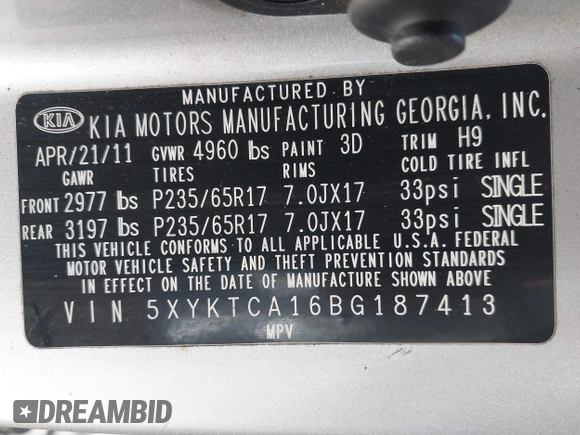 MANUFACTURED BY
KIA KIA MOTORS MANUFACTURING GEORGIA, INC.
APR/21/11 GVWR 4960 lbs PAINT 3D TRIM H9
GAWR TIRES RIMS COLD TIRE INFL
FRONT 2977 lbs P235/65R17 7.0JX17 33psi SINGLE
REAR 3197 lbs P235/65R17 7.0JX17 33psi SINGLE
THIS VEHICLE CONFORMS TO ALL APPLICABLE U.S.A. FEDERAL
MOTOR VEHICLE SAFETY AND THEFT PREVENTION STANDARDS
IN EFFECT ON THE DATE OF MANUFACTURE SHOWN ABOVE
VIN 5XYKTCA16BG187413
MPV
DREAMBID